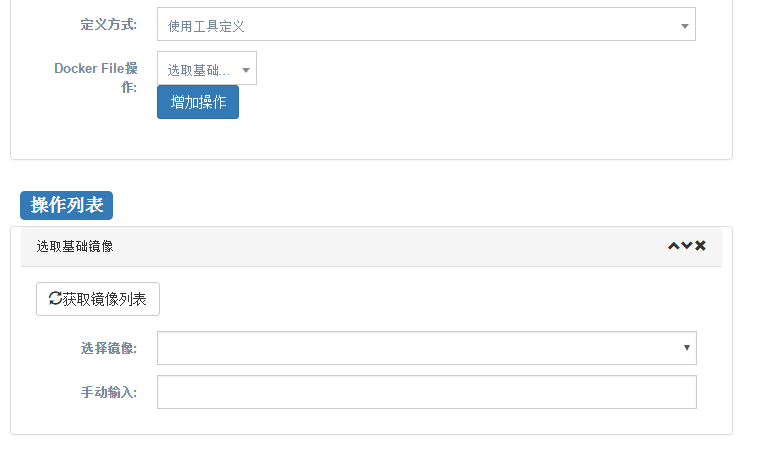 定义方式:
使用工具定义
Docker File操
作:
选取基础...
增加操作
操作列表
选取基础镜像
获取镜像列表
选择镜像:
手动输入: